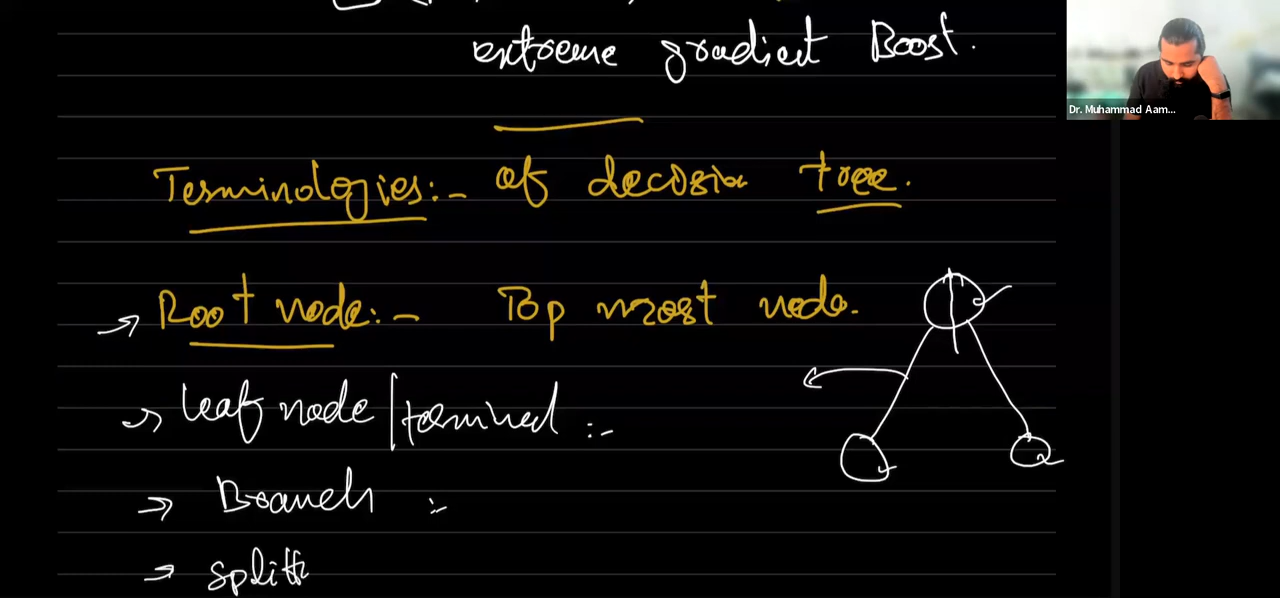 extreme gradient Boost.
Dr. Muhammad Aam...
Terminologies:- of decision tree.
→ Root node:- Top most node.
→ leaf node/terminal :-
→ Branch :-
→ splitt